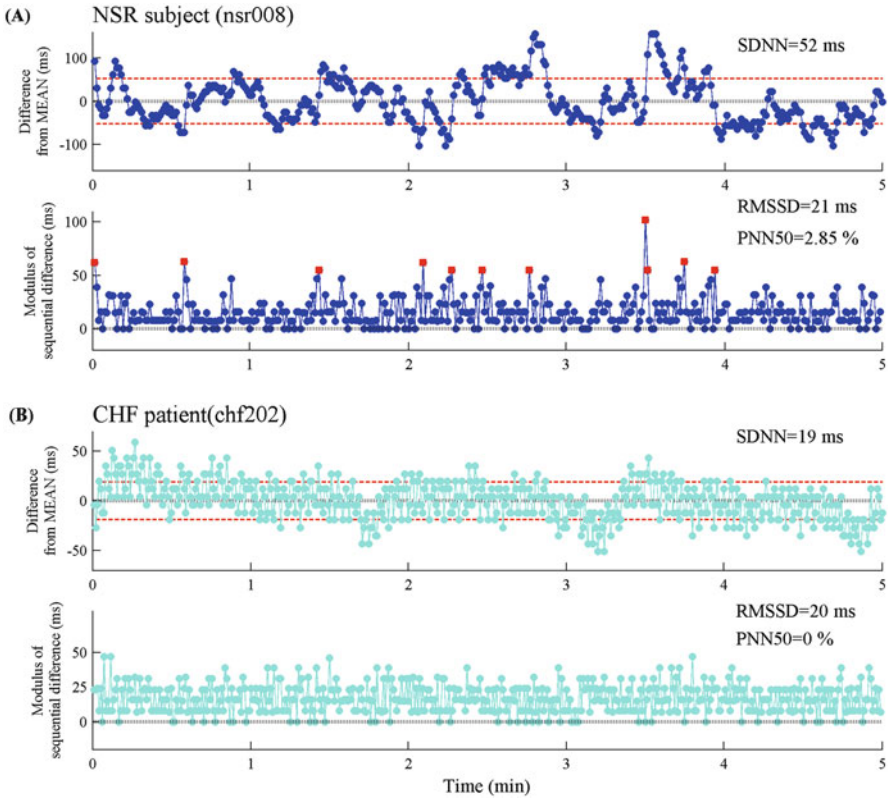 (A) NSR subject (nsr008)
SDNN=52 ms
Difference
from MEAN (ms)
100
0
-100
0 1 2 3 4 5
RMSSD=21 ms
PNN50=2.85 %
Modulus of
sequential difference (ms)
100
50
0
0 1 2 3 4 5
(B) CHF patient(chf202)
SDNN=19 ms
Difference
from MEAN (ms)
50
0
-50
0 1 2 3 4 5
RMSSD=20 ms
PNN50=0 %
Modulus of
sequential difference (ms)
75
50
25
0
0 1 2 3 4 5
Time (min)